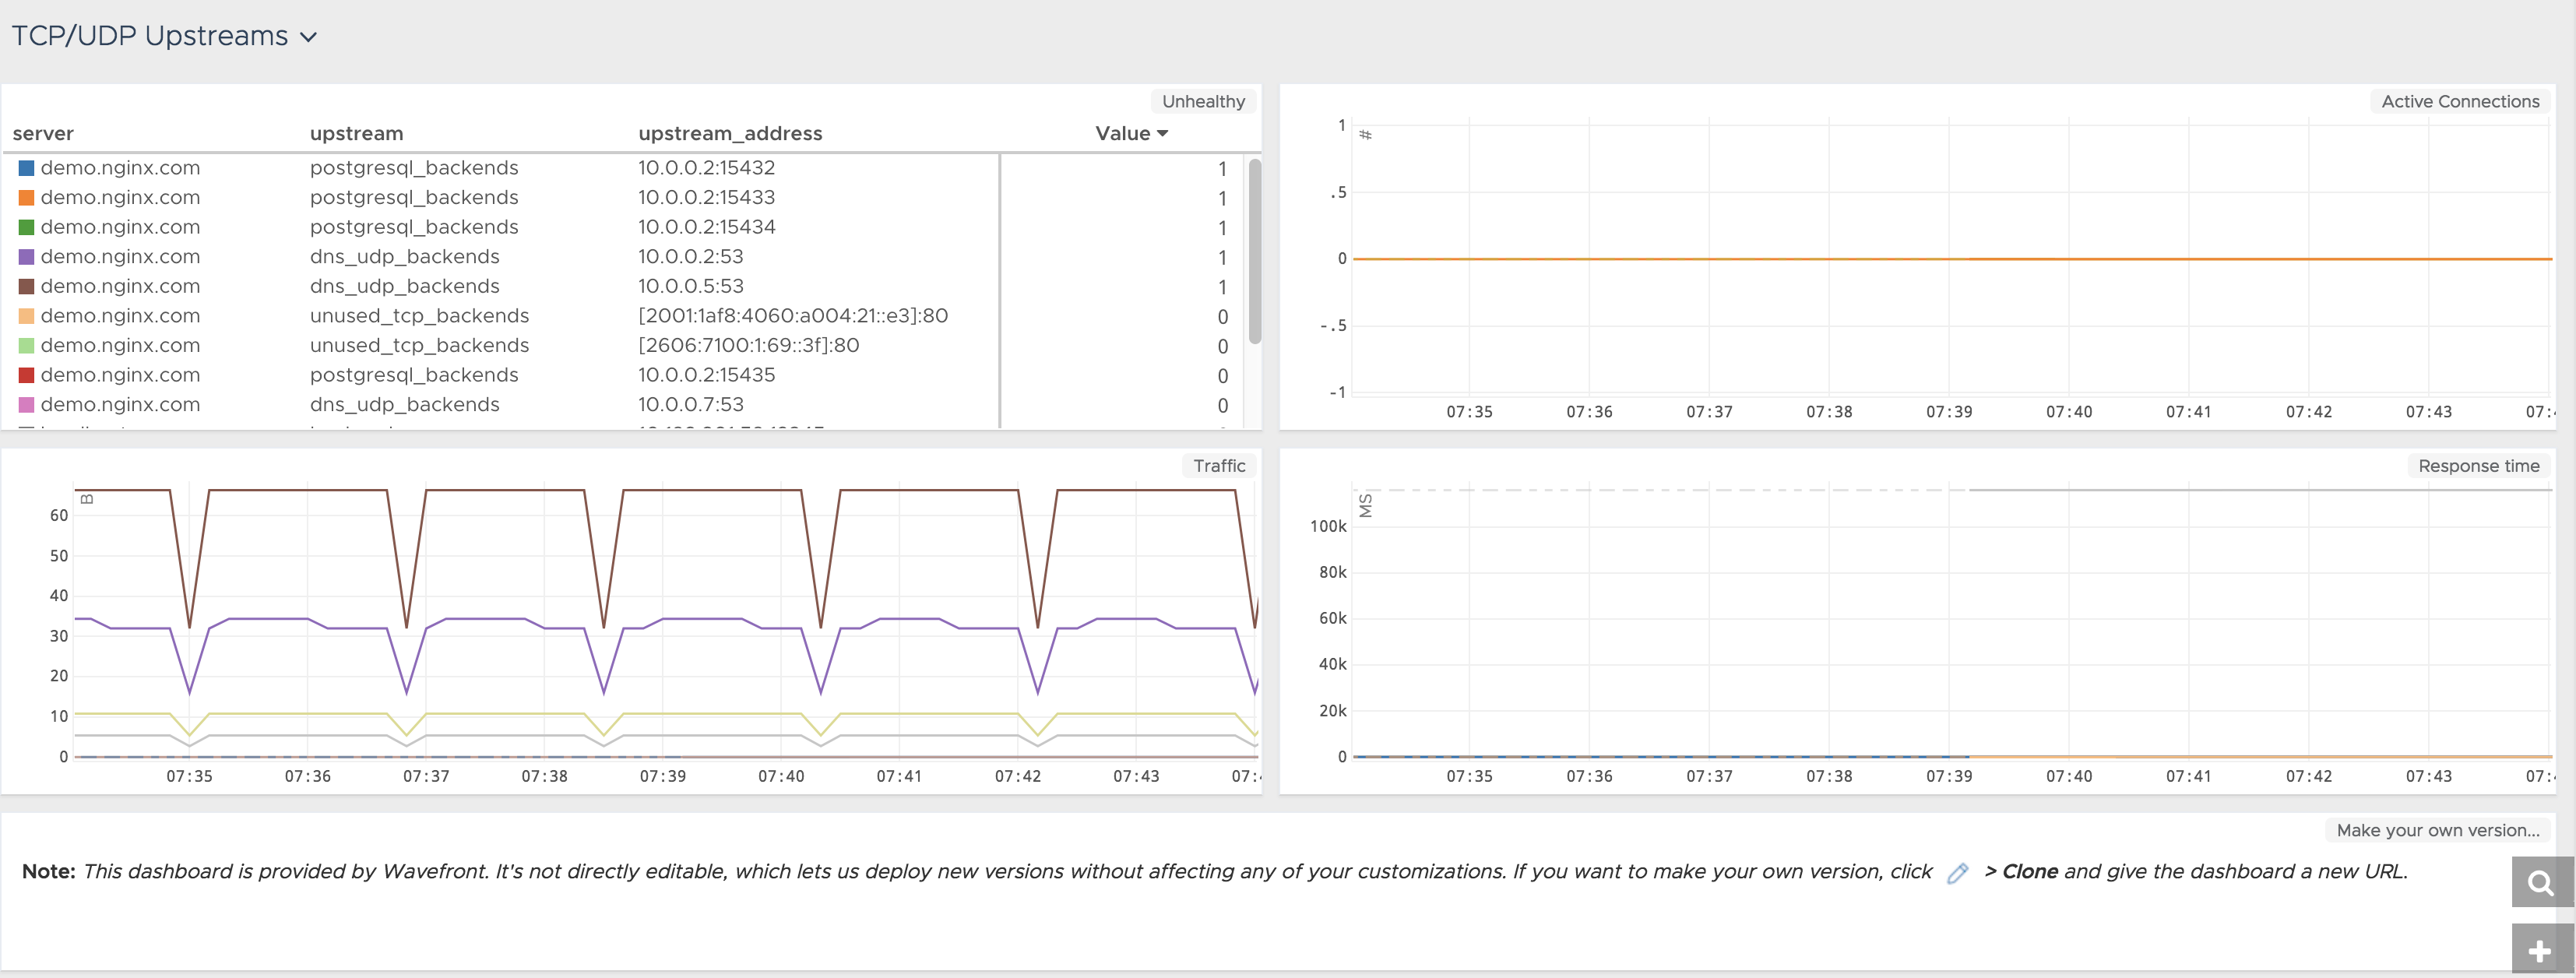 TCP/UDP Upstreams
Unhealthy
server upstream upstream_address Value
demo.nginx.com postgresql_backends 10.0.0.2:15432 1
demo.nginx.com postgresql_backends 10.0.0.2:15433 1
demo.nginx.com postgresql_backends 10.0.0.2:15434 1
demo.nginx.com dns_udp_backends 10.0.0.2:53 1
demo.nginx.com dns_udp_backends 10.0.0.5:53 1
demo.nginx.com unused_tcp_backends [2001:1af8:4060:a004:21::e3]:80 0
demo.nginx.com unused_tcp_backends [2606:7100:1:69::3f]:80 0
demo.nginx.com postgresql_backends 10.0.0.2:15435 0
demo.nginx.com dns_udp_backends 10.0.0.7:53 0
Active Connections
#
1
.5
0
-.5
-1
07:35 07:36 07:37 07:38 07:39 07:40 07:41 07:42 07:43 07:
Traffic
B
60
50
40
30
20
10
0
07:35 07:36 07:37 07:38 07:39 07:40 07:41 07:42 07:43 07:
Response time
MS
100k
80k
60k
40k
20k
0
07:35 07:36 07:37 07:38 07:39 07:40 07:41 07:42 07:43 07:
Make your own version...
Note: This dashboard is provided by Wavefront. It's not directly editable, which lets us deploy new versions without affecting any of your customizations. If you want to make your own version, click > Clone and give the dashboard a new URL.